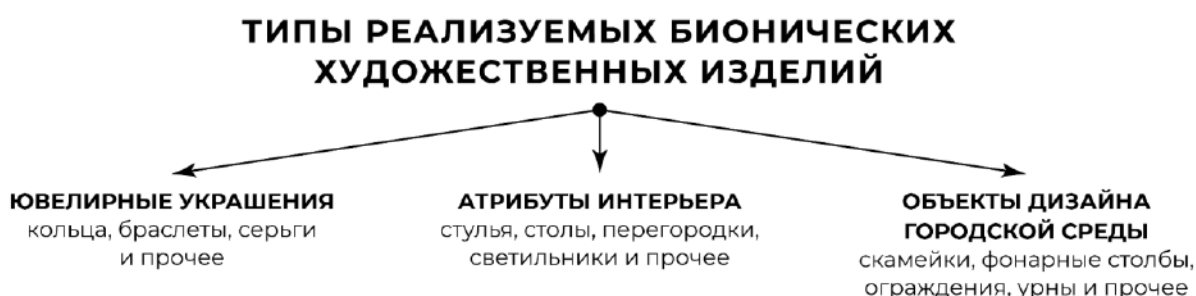 ТИПЫ РЕАЛИЗУЕМЫХ БИОНИЧЕСКИХ
ХУДОЖЕСТВЕННЫХ ИЗДЕЛИЙ
ЮВЕЛИРНЫЕ УКРАШЕНИЯ
кольца, браслеты, серьги
и прочее
АТРИБУТЫ ИНТЕРЬЕРА
стулья, столы, перегородки,
светильники и прочее
ОБЪЕКТЫ ДИЗАЙНА
ГОРОДСКОЙ СРЕДЫ
скамейки, фонарные столбы,
ограждения, урны и прочее